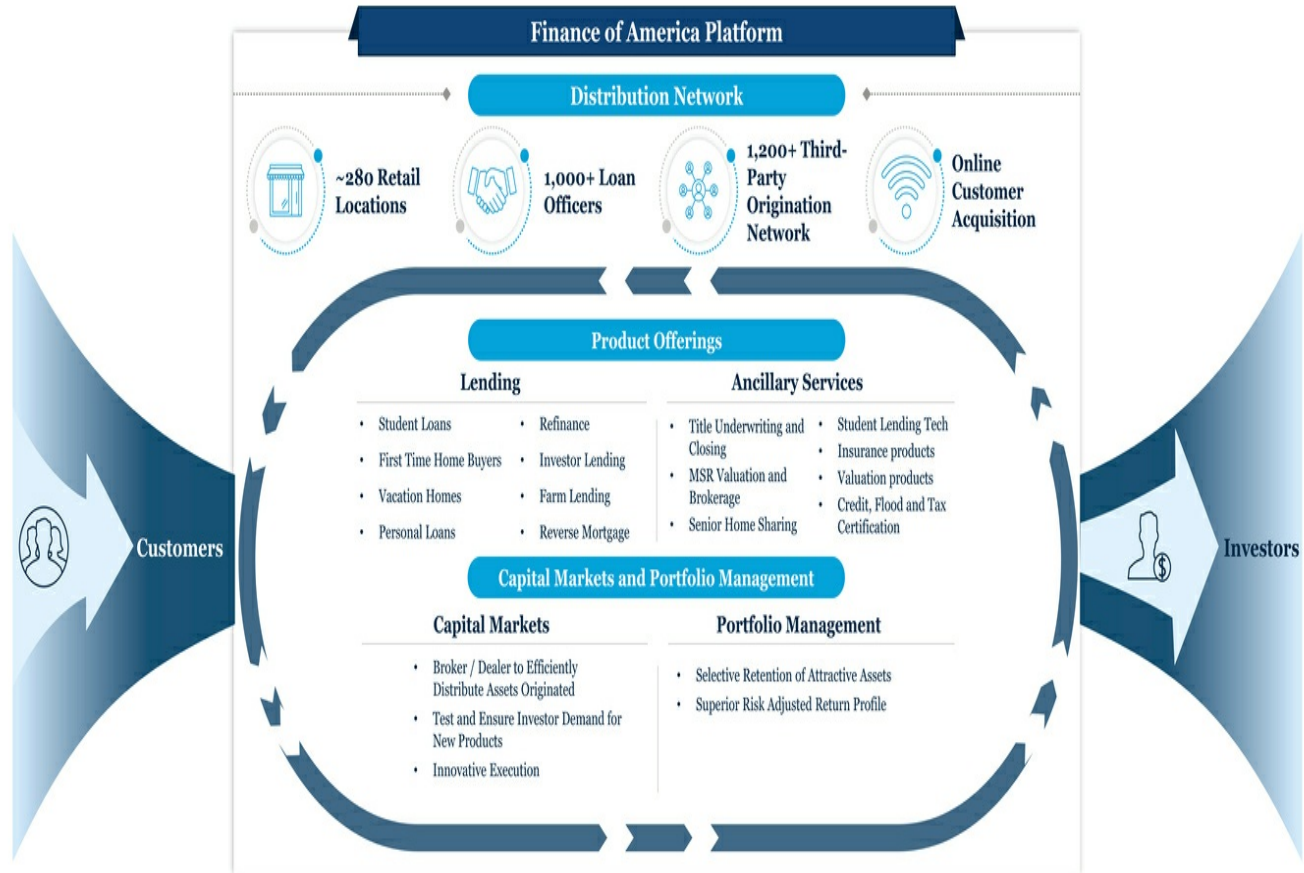 Finance of America Platform
Distribution Network
~280 Retail
Locations
1,000+ Loan
Officers
1,200+ Third-
Party
Origination
Network
Online
Customer
Acquisition
Product Offerings
Lending
• Student Loans
• First Time Home Buyers
• Vacation Homes
• Personal Loans
• Refinance
• Investor Lending
• Farm Lending
• Reverse Mortgage
Ancillary Services
• Title Underwriting and
Closing
• MSR Valuation and
Brokerage
• Senior Home Sharing
• Student Lending Tech
• Insurance products
• Valuation products
• Credit, Flood and Tax
Certification
Customers
Investors
$
Capital Markets and Portfolio Management
Capital Markets
• Broker / Dealer to Efficiently
Distribute Assets Originated
• Test and Ensure Investor Demand for
New Products
• Innovative Execution
Portfolio Management
• Selective Retention of Attractive Assets
• Superior Risk Adjusted Return Profile